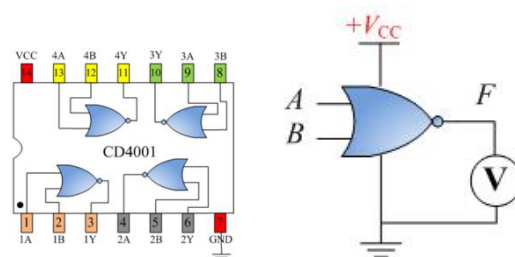 VCC 4A 4B 4Y 3Y 3A 3B
14 13 12 11 10 9 8
CD4001
1 2 3 4 5 6 7
1A 1B 1Y 2A 2B 2Y GND
+VCC
A
B
F
V